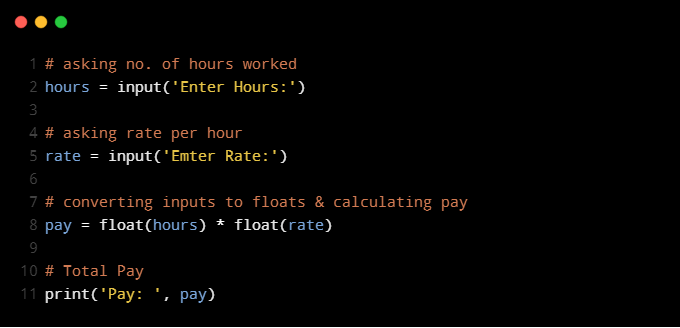 1 # asking no. of hours worked
2 hours = input('Enter Hours:')
3
4 # asking rate per hour
5 rate = input('Emter Rate:')
6
7 # converting inputs to floats & calculating pay
8 pay = float(hours) * float(rate)
9
10 # Total Pay
11 print('Pay: ', pay)